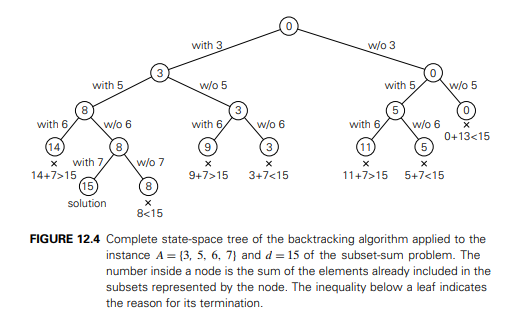 0
with 3
w/o 3
3
0
with 5
w/o 5
with 5
w/o 5
8
3
5
0
with 6
w/o 6
with 6
w/o 6
with 6
w/o 6
×
0+13<15
14
8
9
3
11
5
×
with 7
w/o 7
×
×
×
×
14+7>15
9+7>15
3+7<15
11+7>15
5+7<15
15
8
solution
×
8<15
FIGURE 12.4 Complete state-space tree of the backtracking algorithm applied to the
instance A = {3, 5, 6, 7} and d = 15 of the subset-sum problem. The
number inside a node is the sum of the elements already included in the
subsets represented by the node. The inequality below a leaf indicates
the reason for its termination.